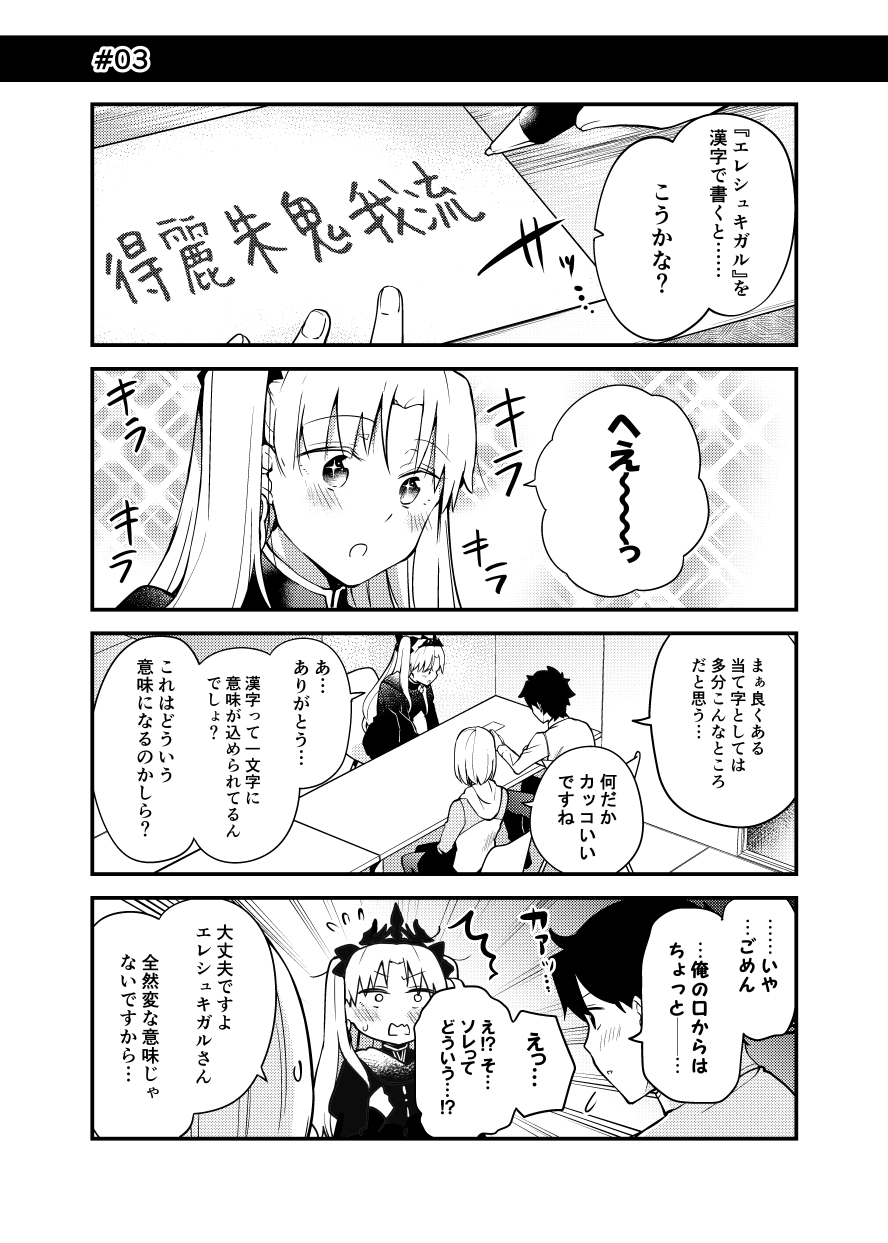 #03
『エレシュキガル』を
漢字で書くと……
こうかな?
得麗朱鬼我流
ッ…
へえ~~~っ
キラ
キラ
キラ
キラ
まぁ良くある
当て字としては
多分こんなところ
だと思う…
何だか
カッコいい
ですね
あ…
ありがとう…
漢字って一文字に
意味が込められてるん
でしょ?
これはどういう
意味になるのかしら?
……いや
…ごめん
…俺の口からは
ちょっと――…
カァッ…
えっ…
え!?そ…
ソレって
どういう…!?
大丈夫ですよ
エレシュキガルさん
全然変な意味じゃ
ないですから…